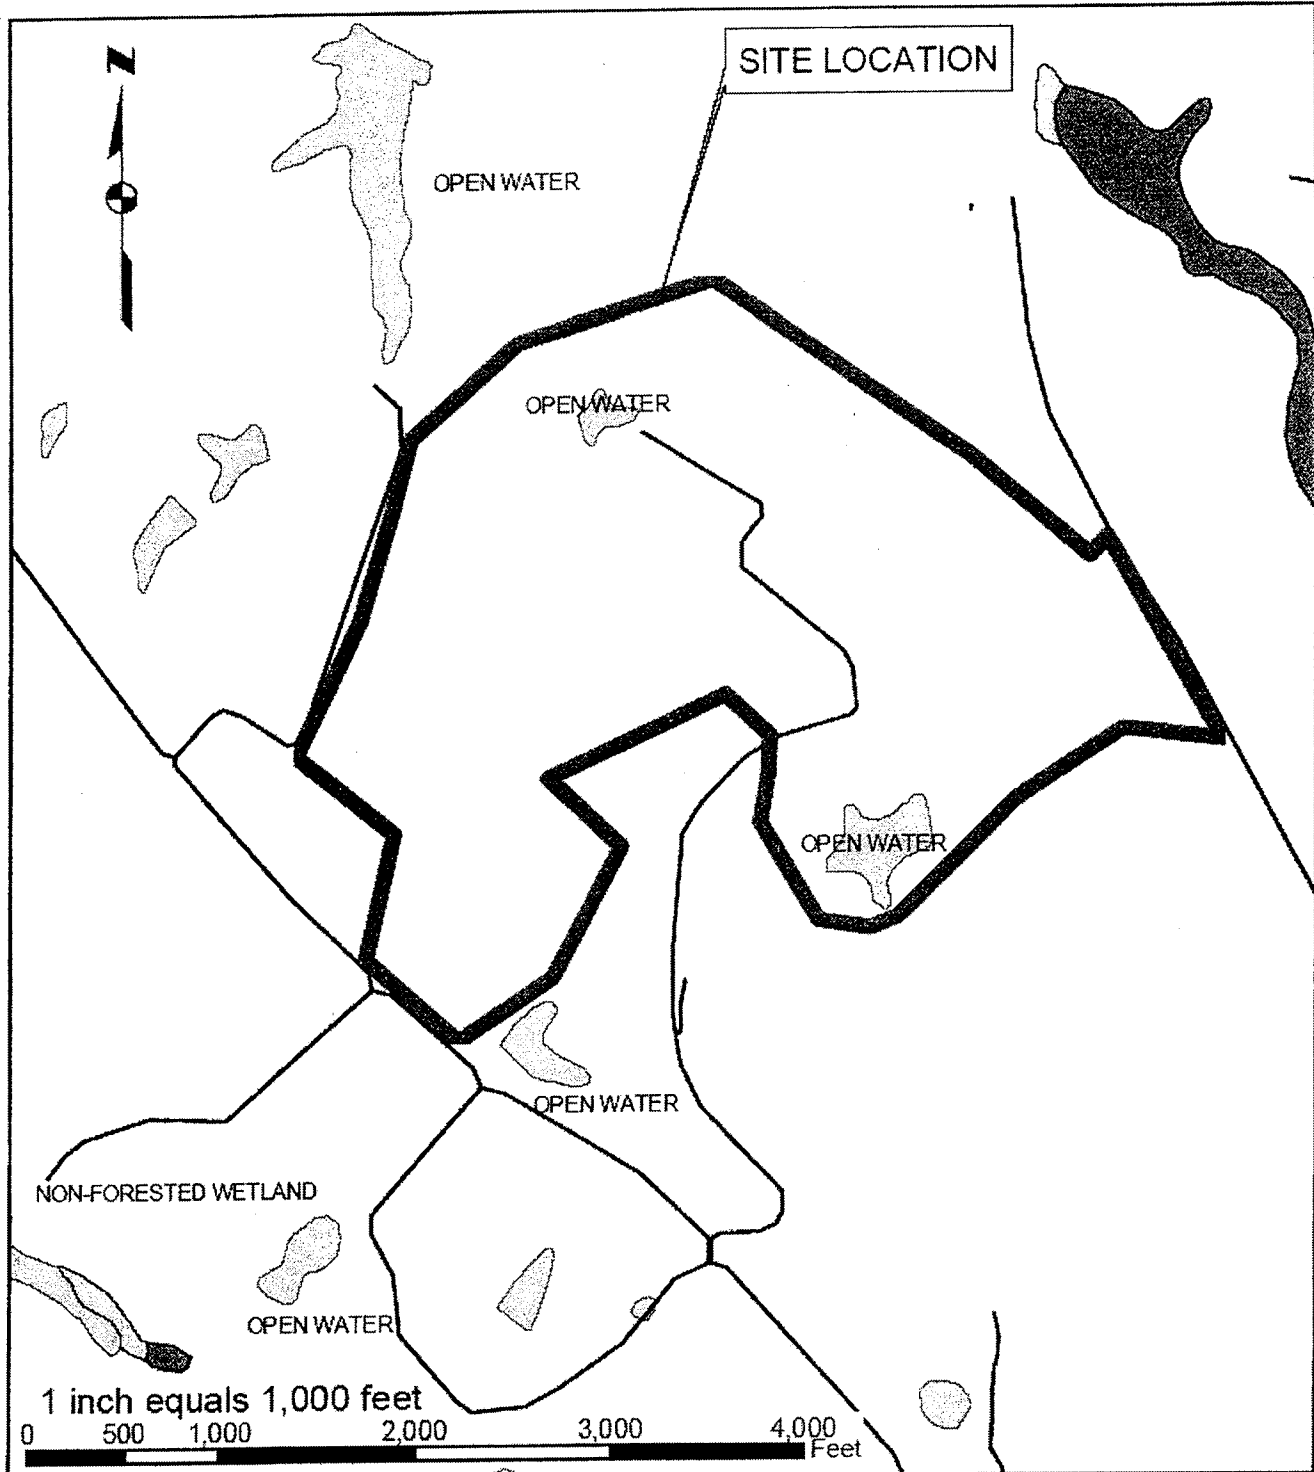 N
SITE LOCATION
OPEN WATER
OPEN WATER
OPEN WATER
OPEN WATER
NON-FORESTED WETLAND
OPEN WATER
1 inch equals 1,000 feet
0 500 1,000 2,000 3,000 4,000
Feet